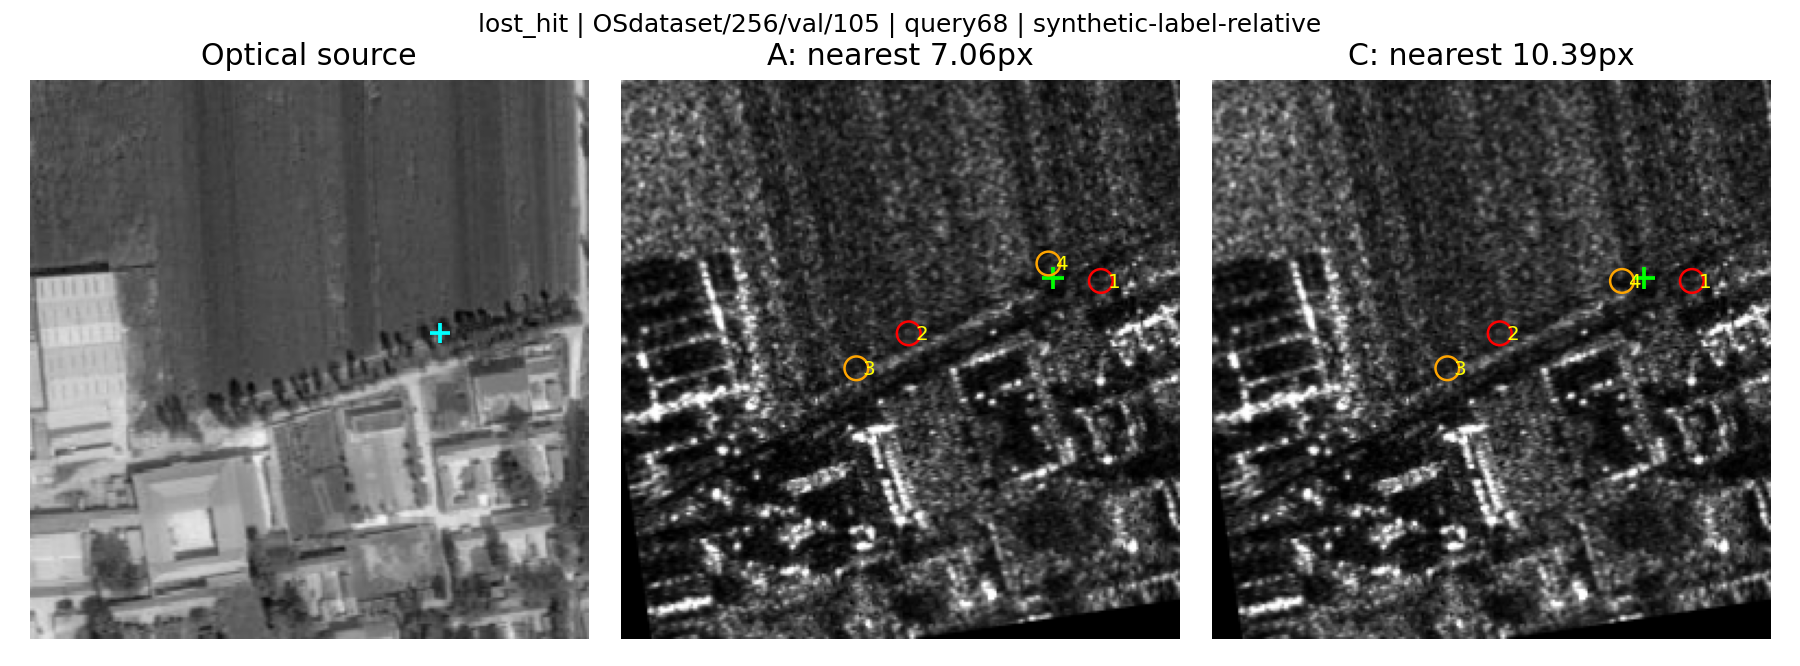 lost_hit | OSdataset/256/val/105 | query68 | synthetic-label-relative
Optical source
A: nearest 7.06px
C: nearest 10.39px
4
1
2
3
4
1
2
3